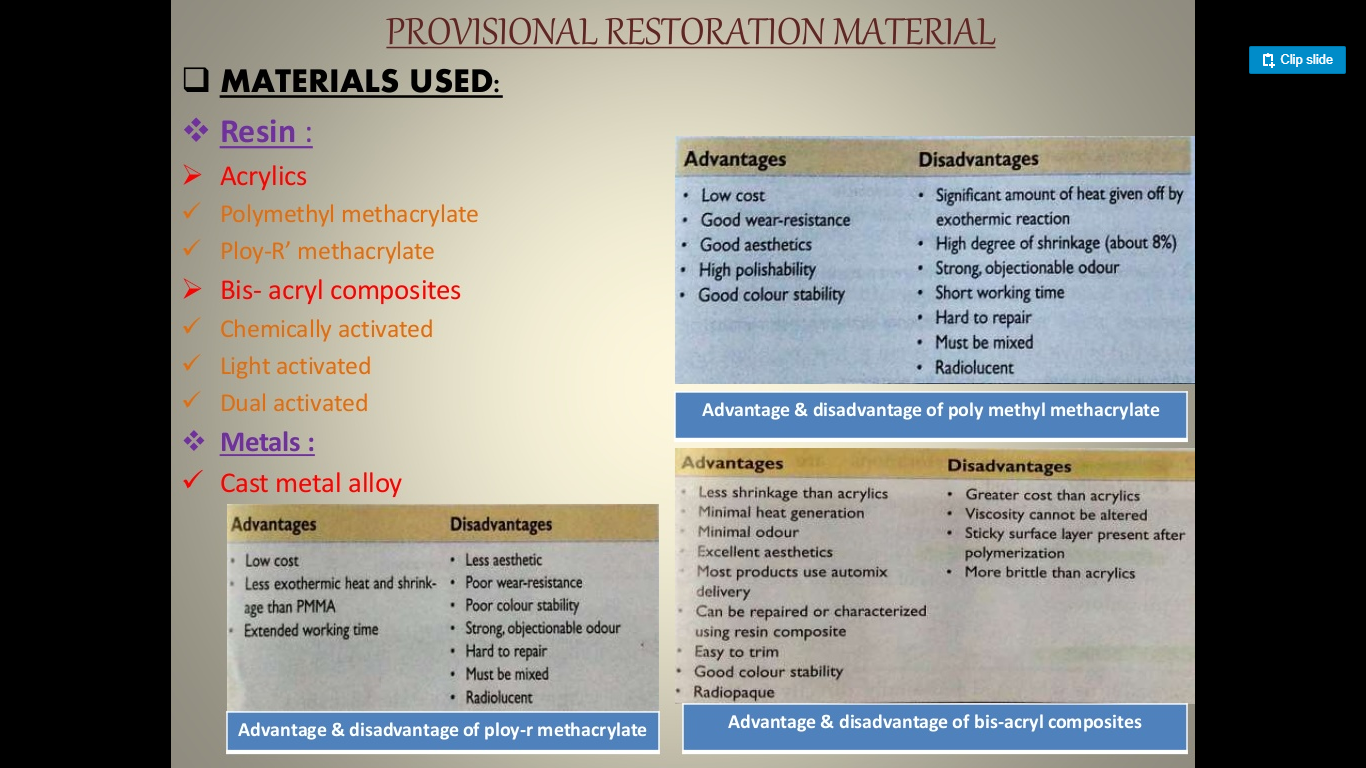 PROVISIONAL RESTORATION MATERIAL
Clip slide
MATERIALS USED:
Resin :
Acrylics
Polymethyl methacrylate
Ploy-R’ methacrylate
Bis- acryl composites
Chemically activated
Light activated
Dual activated
Metals :
Cast metal alloy
Advantages Disadvantages
• Low cost
• Good wear-resistance
• Good aesthetics
• High polishability
• Good colour stability
• Significant amount of heat given off by
exothermic reaction
• High degree of shrinkage (about 8%)
• Strong, objectionable odour
• Short working time
• Hard to repair
• Must be mixed
• Radiolucent
Advantage & disadvantage of poly methyl methacrylate
Advantages Disadvantages
• Low cost
• Less exothermic heat and shrink-
age than PMMA
• Extended working time
• Less aesthetic
• Poor wear-resistance
• Poor colour stability
• Strong, objectionable odour
• Hard to repair
• Must be mixed
• Radiolucent
Advantage & disadvantage of ploy-r methacrylate
Advantages Disadvantages
• Less shrinkage than acrylics
• Minimal heat generation
• Minimal odour
• Excellent aesthetics
• Most products use automix
delivery
• Can be repaired or characterized
using resin composite
• Easy to trim
• Good colour stability
• Radiopaque
• Greater cost than acrylics
• Viscosity cannot be altered
• Sticky surface layer present after
polymerization
• More brittle than acrylics
Advantage & disadvantage of bis-acryl composites